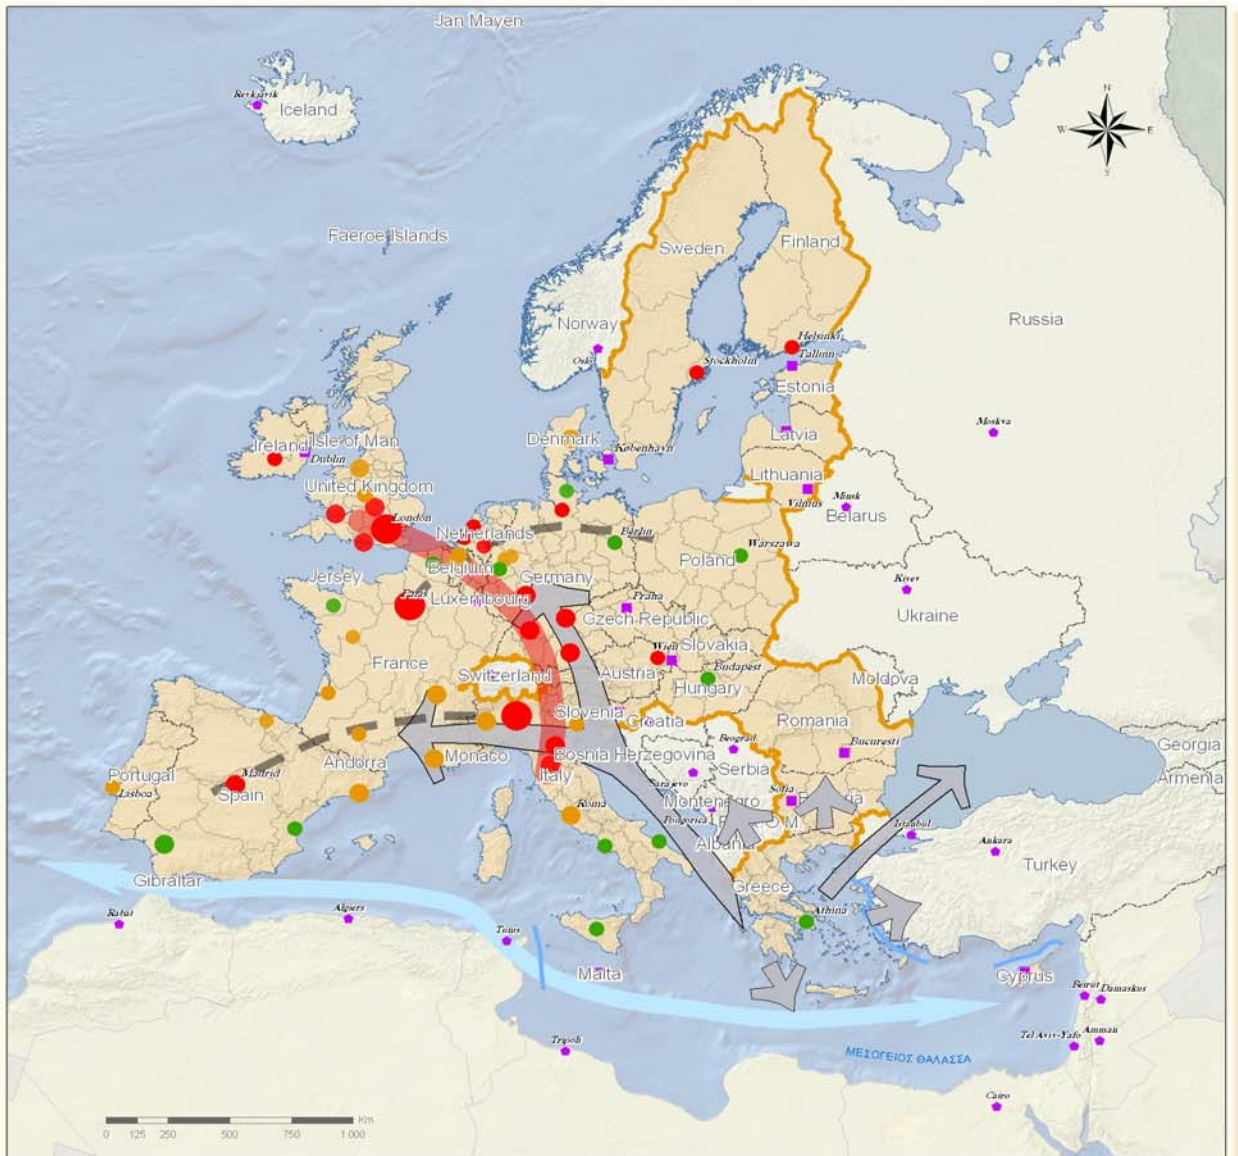 Jan Mayen
Reykjavik
Iceland
Faeroe Islands
N
W
E
S
Sweden
Finland
Norway
Oslo
Russia
Helsinki
Tallinn
Stockholm
Estonia
Moskva
Latvia
Denmark
København
Ireland
Isle of Man
Dublin
Lithuania
Vilnius
Minsk
Belarus
United Kingdom
London
Netherlands
Berlin
Warszawa
Poland
Belgium
Germany
Jersey
Paris
Luxembourg
Praha
Czech Republic
Kiyev
Ukraine
France
Switzerland
Wien
Slovakia
Austria
Budapest
Hungary
Moldova
Slovenia
Croatia
Romania
Beograd
Bucuresti
Monaco
Bosnia Herzegovina
Serbia
Georgia
Armenia
Portugal
Lisboa
Madrid
Spain
Andorra
Italy
Sarajevo
Sofia
Montenegro
Roma
Podgorica
Albania
Istanbul
Ankara
Turkey
Gibraltar
Greece
Athina
Rabat
Algiers
Tunis
Malta
Cyprus
Beirut
Damaskus
Tripoli
Tel Aviv-Yafo
Amman
ΜΕΣΟΓΕΙΟΣ ΘΑΛΑΣΣΑ
Cairo
Km
0 125 250 500 750 1.000